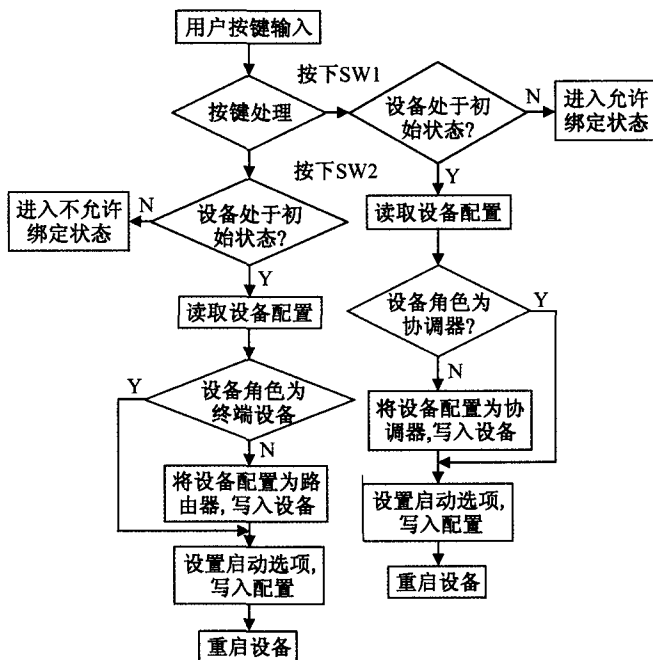 用户按键输入
按键处理
按下SW1
设备处于初
始状态?
N
进入允许
绑定状态
Y
读取设备配置
设备角色为
协调器?
Y
N
将设备配置为协
调器,写入设备
设置启动选项,
写入配置
重启设备
按下SW2
设备处于初
始状态?
N
进入不允许
绑定状态
Y
读取设备配置
设备角色为
终端设备
Y
N
将设备配置为路
由器,写入设备
设置启动选项,
写入配置
重启设备